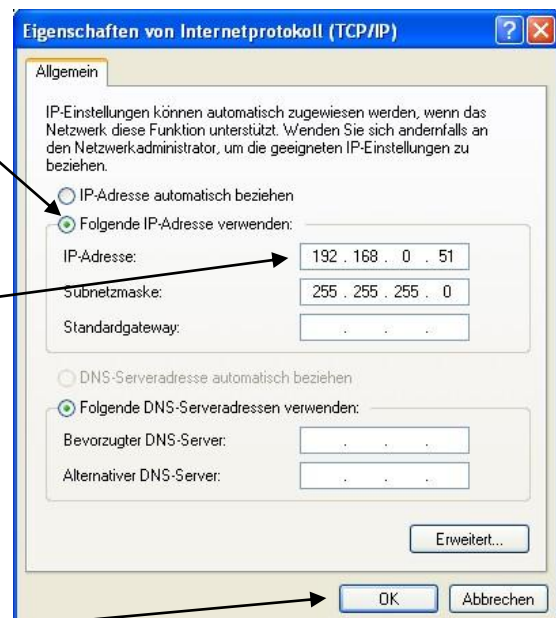 Eigenschaften von Internetprotokoll (TCP/IP)
?
Allgemein
IP-Einstellungen können automatisch zugewiesen werden, wenn das
Netzwerk diese Funktion unterstützt. Wenden Sie sich andernfalls an
den Netzwerkadministrator, um die geeigneten IP-Einstellungen zu
beziehen.
IP-Adresse automatisch beziehen
Folgende IP-Adresse verwenden:
IP-Adresse: 192 . 168 . 0 . 51
Subnetzmaske: 255 . 255 . 255 . 0
Standardgateway: . . .
DNS-Serveradresse automatisch beziehen
Folgende DNS-Serveradressen verwenden:
Bevorzugter DNS-Server: . . .
Alternativer DNS-Server: . . .
Erweitert...
OK Abbrechen